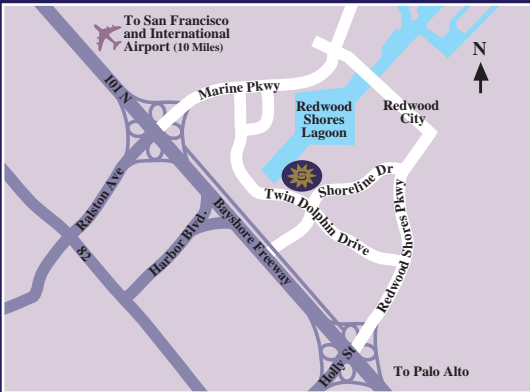 To San Francisco
and International
Airport (10 Miles)
N
101 N
Marine Pkwy
Redwood
Shores
Lagoon
Redwood
City
Ralston Ave
Shoreline Dr
Twin Dolphin Drive
Redwood Shores Pkwy
82
Harbor Blvd.
Bayshore Freeway
Holly St
To Palo Alto